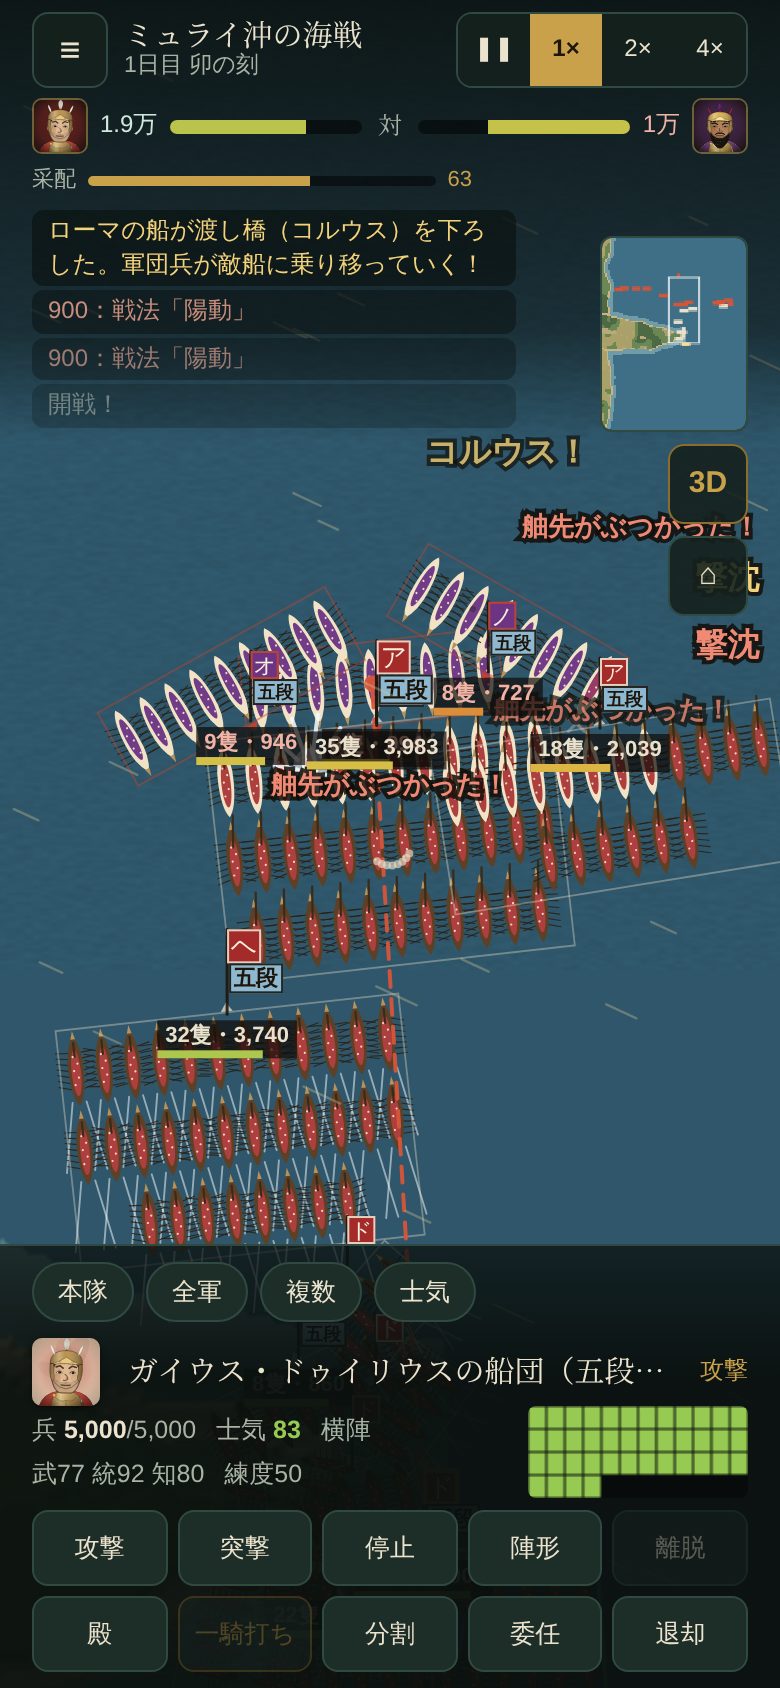 ≡
ミュライ沖の海戦
1日目 卯の刻
1×
2×
4×
1.9万
対
1万
采配
63
ローマの船が渡し橋（コルウス）を下ろ
した。軍団兵が敵船に乗り移っていく！
900：戦法「陽動」
900：戦法「陽動」
開戦！
コルウス！
3D
舳先がぶつかった！
⌂
撃沈
撃沈
ノ
五段
オ
五段
ア
五段
ア
五段
8隻・727
舳先がぶつかった！
9隻・946
35隻・3,983
18隻・2,039
舳先がぶつかった！
ヘ
五段
32隻・3,740
ド
本隊
全軍
複数
士気
五段
ド
ガイウス・ドゥイリウスの船団（五段…
攻撃
兵 5,000/5,000 士気 83 横陣
武77 統92 知80 練度50
攻撃
突撃
停止
陣形
離脱
殿
一騎打ち
分割
委任
退却